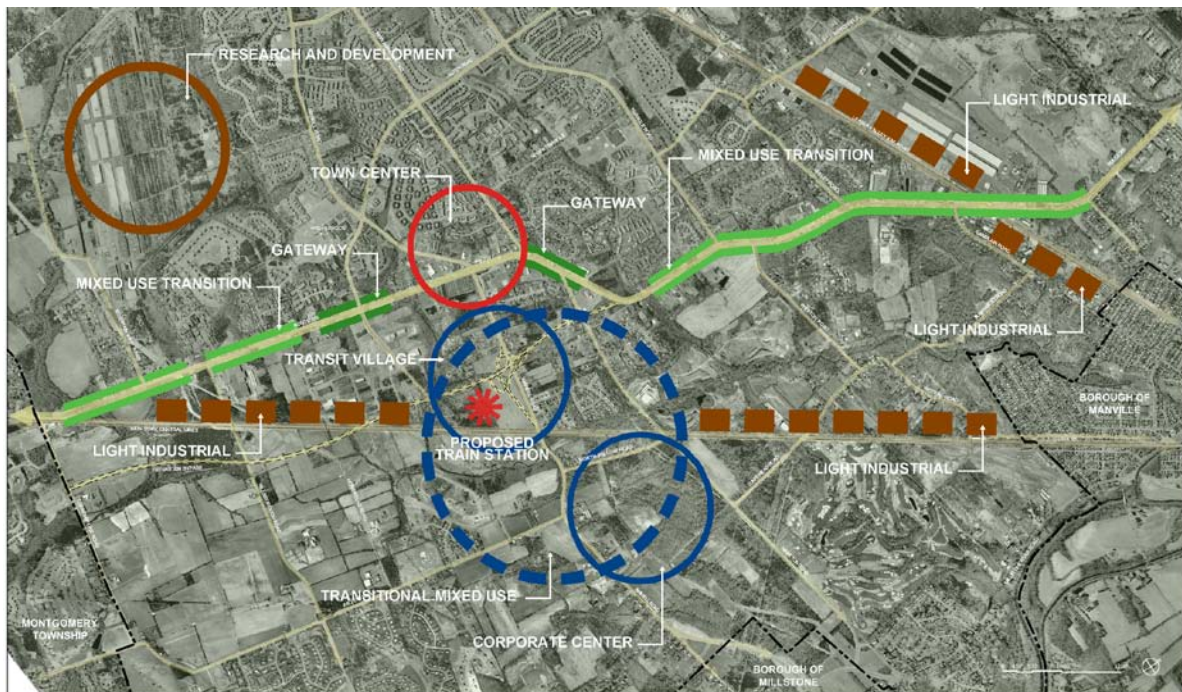 RESEARCH AND DEVELOPMENT
LIGHT INDUSTRIAL
MIXED USE TRANSITION
TOWN CENTER
GATEWAY
GATEWAY
MIXED USE TRANSITION
LIGHT INDUSTRIAL
TRANSIT VILLAGE
BOROUGH OF
MANVILLE
PROPOSED
TRAIN STATION
LIGHT INDUSTRIAL
LIGHT INDUSTRIAL
TRANSITIONAL MIXED USE
MONTGOMERY
TOWNSHIP
CORPORATE CENTER
BOROUGH OF
MILLSTONE